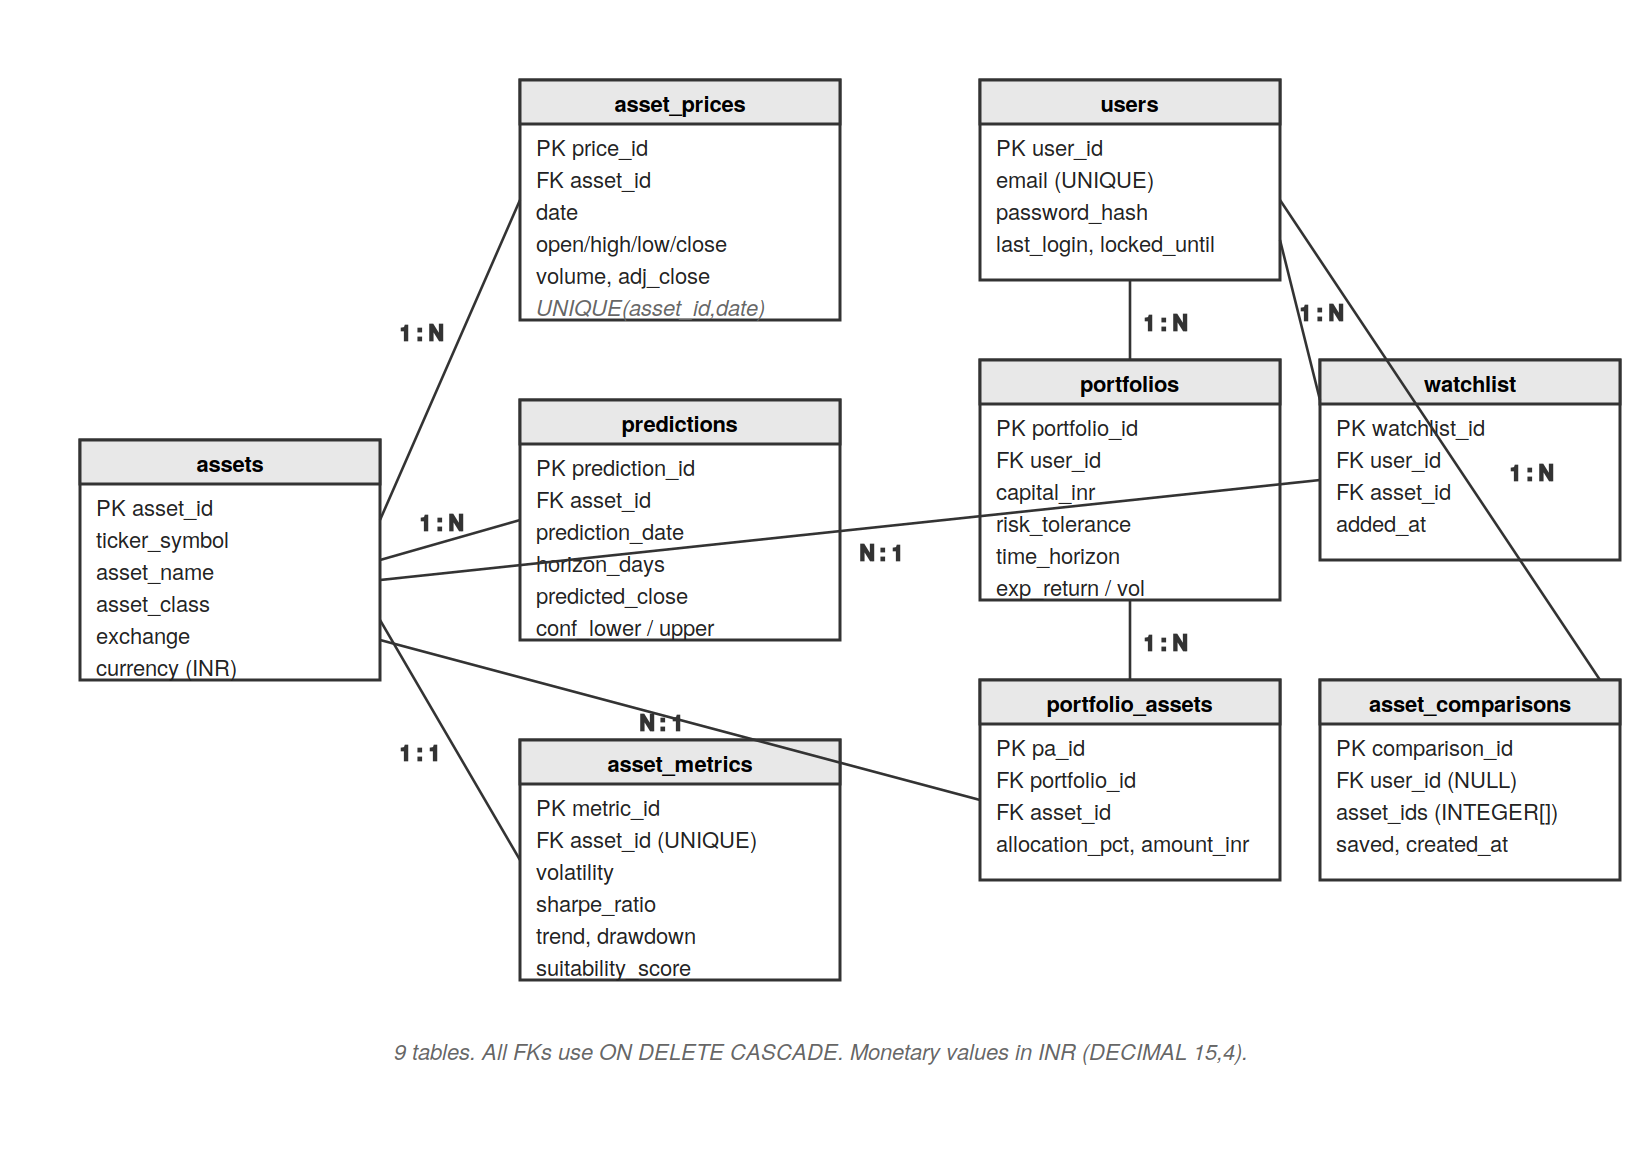 asset_prices
PK price_id
FK asset_id
date
open/high/low/close
volume, adj_close
UNIQUE(asset_id,date)
users
PK user_id
email (UNIQUE)
password_hash
last_login, locked_until
1:N
1:N
1:N
portfolios
PK portfolio_id
FK user_id
capital_inr
risk_tolerance
time_horizon
exp_return / vol
watchlist
PK watchlist_id
FK user_id
FK asset_id
added_at
1:N
predictions
PK prediction_id
FK asset_id
prediction_date
horizon_days
predicted_close
conf_lower / upper
assets
PK asset_id
ticker_symbol
asset_name
asset_class
exchange
currency (INR)
1:N
N:1
1:N
portfolio_assets
PK pa_id
FK portfolio_id
FK asset_id
allocation_pct, amount_inr
asset_comparisons
PK comparison_id
FK user_id (NULL)
asset_ids (INTEGER[])
saved, created_at
N:1
1:1
asset_metrics
PK metric_id
FK asset_id (UNIQUE)
volatility
sharpe_ratio
trend, drawdown
suitability_score
9 tables. All FKs use ON DELETE CASCADE. Monetary values in INR (DECIMAL 15,4).